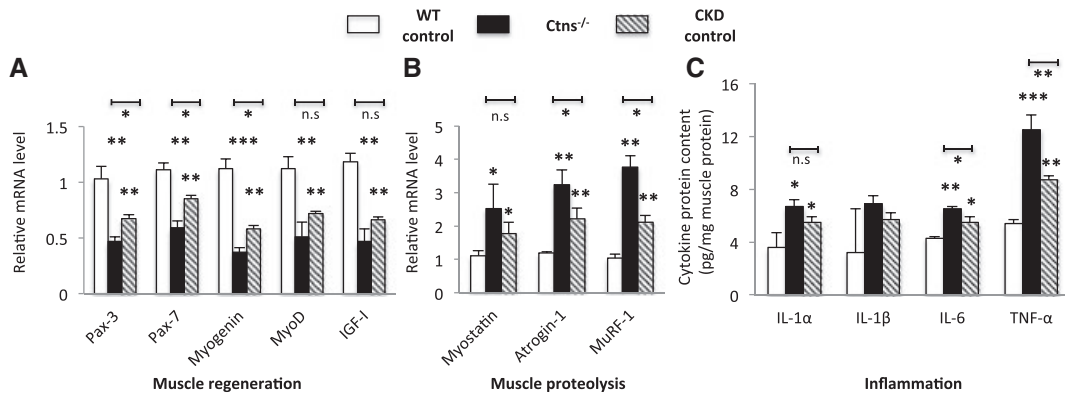 WT control
Ctns-/-
CKD control
A
Relative mRNA level
1.5
1
0.5
0
*
*
*
n.s
n.s
**
**
***
**
**
**
**
**
**
**
Pax-3
Pax-7
Myogenin
MyoD
IGF-I
Muscle regeneration
B
Relative mRNA level
5
4
3
2
1
0
n.s
*
*
*
**
**
*
**
**
Myostatin
Atrogin-1
MuRF-1
Muscle proteolysis
C
Cytokine protein content
(pg/mg muscle protein)
16
12
8
4
0
n.s
*
*
*
**
*
**
***
**
IL-1α
IL-1β
IL-6
TNF-α
Inflammation